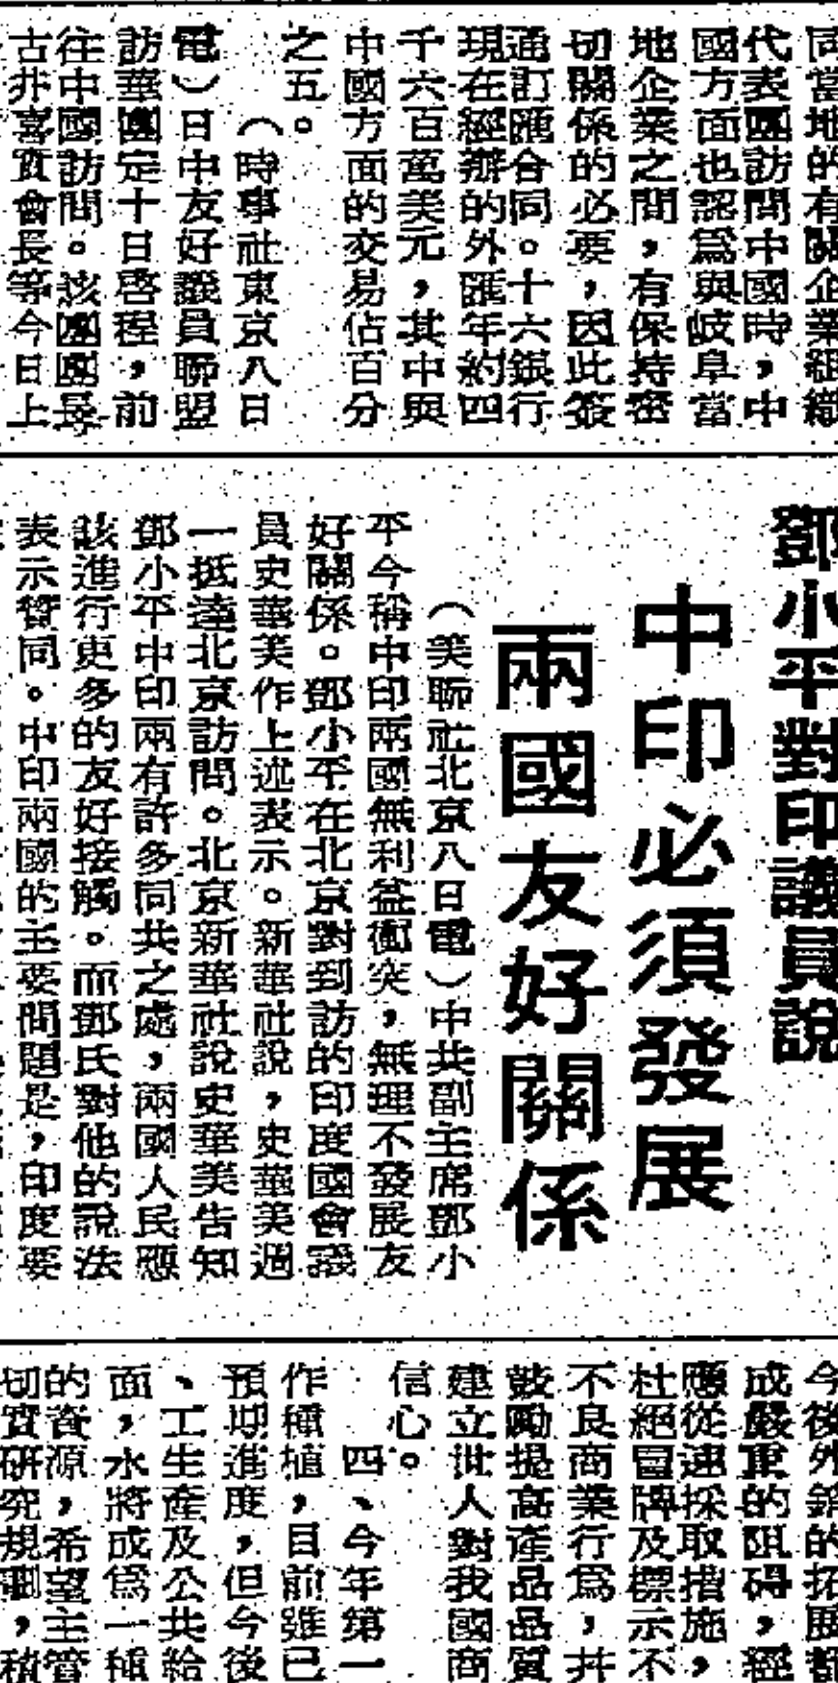 同當地的有關企業組織
代表團訪問中國時，中
國方面也認為與岐阜當
地企業之間，有保持密
切關係的必要，因此簽
通訂匯合同。十六銀行
現在經辦的外匯年約四
千六百萬美元，其中與
中國方面的交易佔百分
之五。
（時事社東京八日
電）日中友好議員聯盟
訪華團定十日啓程，前
往中國訪問。該團團長
古井喜實會長等今日上
鄧小平對印議員說
中印必須發展
兩國友好關係
（美聯社北京八日電）中共副主席鄧小
平今稱中印兩國無利益衝突，無理不發展友
好關係。鄧小平在北京對到訪的印度國會議
員史華美作上述表示。新華社說，史華美週
一抵達北京訪問。北京新華社說史華美告知
鄧小平中印兩有許多同共之處，兩國人民應
該進行更多的友好接觸。而鄧氏對他的說法
表示贊同。中印兩國的主要問題是，印度要
今後外銷的拓展都
成嚴重的阻碍，經
應從速採取措施，
杜絕冒牌及標示不
不良商業行為，并
鼓勵提高產品品質
建立世人對我國商
信心。
四、今年第一
作種植，目前雖已
預期進度，但今後
、工生產及公共給
面，水將成為一種
的資源，希望主管
切實研究規劃，積